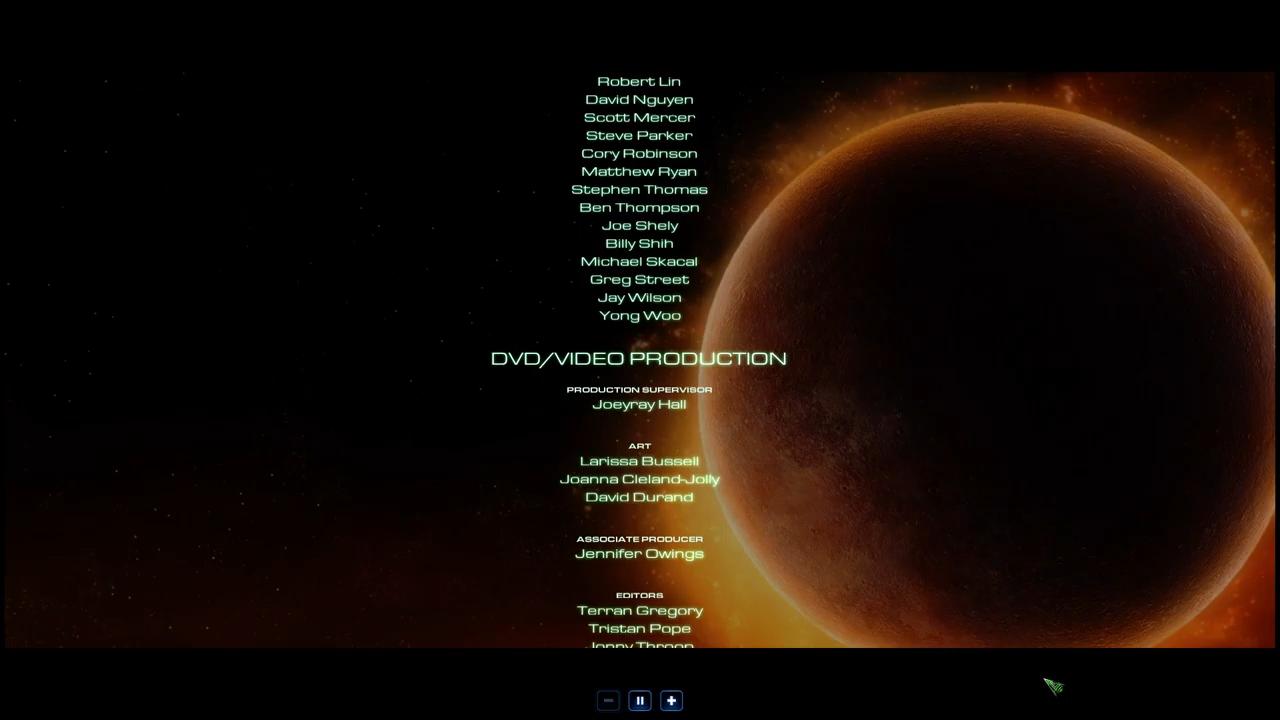 Robert Lin
David Nguyen
Scott Mercer
Steve Parker
Cory Robinson
Matthew Ryan
Stephen Thomas
Ben Thompson
Joe Shely
Billy Shih
Michael Skacal
Greg Street
Jay Wilson
Yong Woo
DVD/VIDEO PRODUCTION
PRODUCTION SUPERVISOR
Joeyray Hall
ART
Larissa Bussell
Joanna Cleland-Jolly
David Durand
ASSOCIATE PRODUCER
Jennifer Owings
EDITORS
Terran Gregory
Tristan Pope